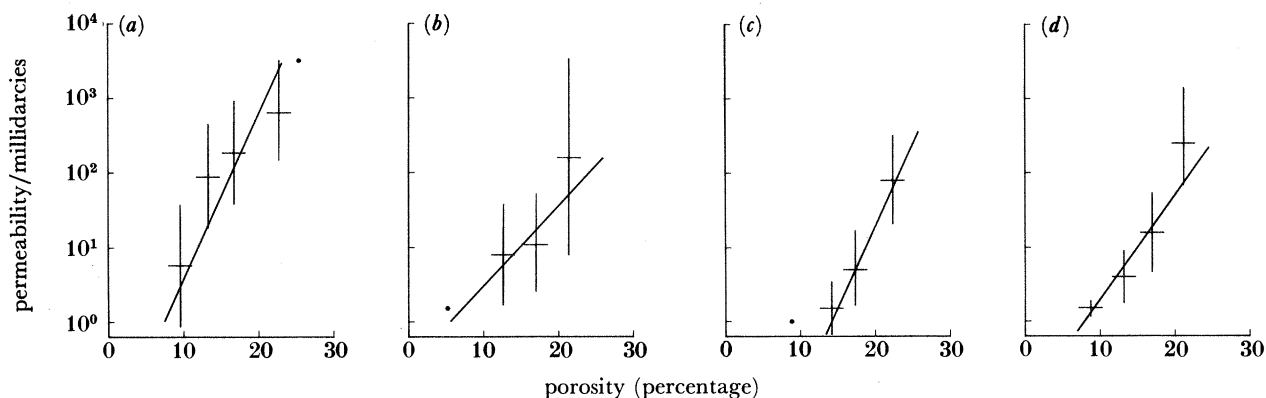 (a) (b) (c) (d)
permeability/millidarcies
10⁴
10³
10²
10¹
10⁰
0 10 20 30 0 10 20 30 0 10 20 0 10 20 30
porosity (percentage)